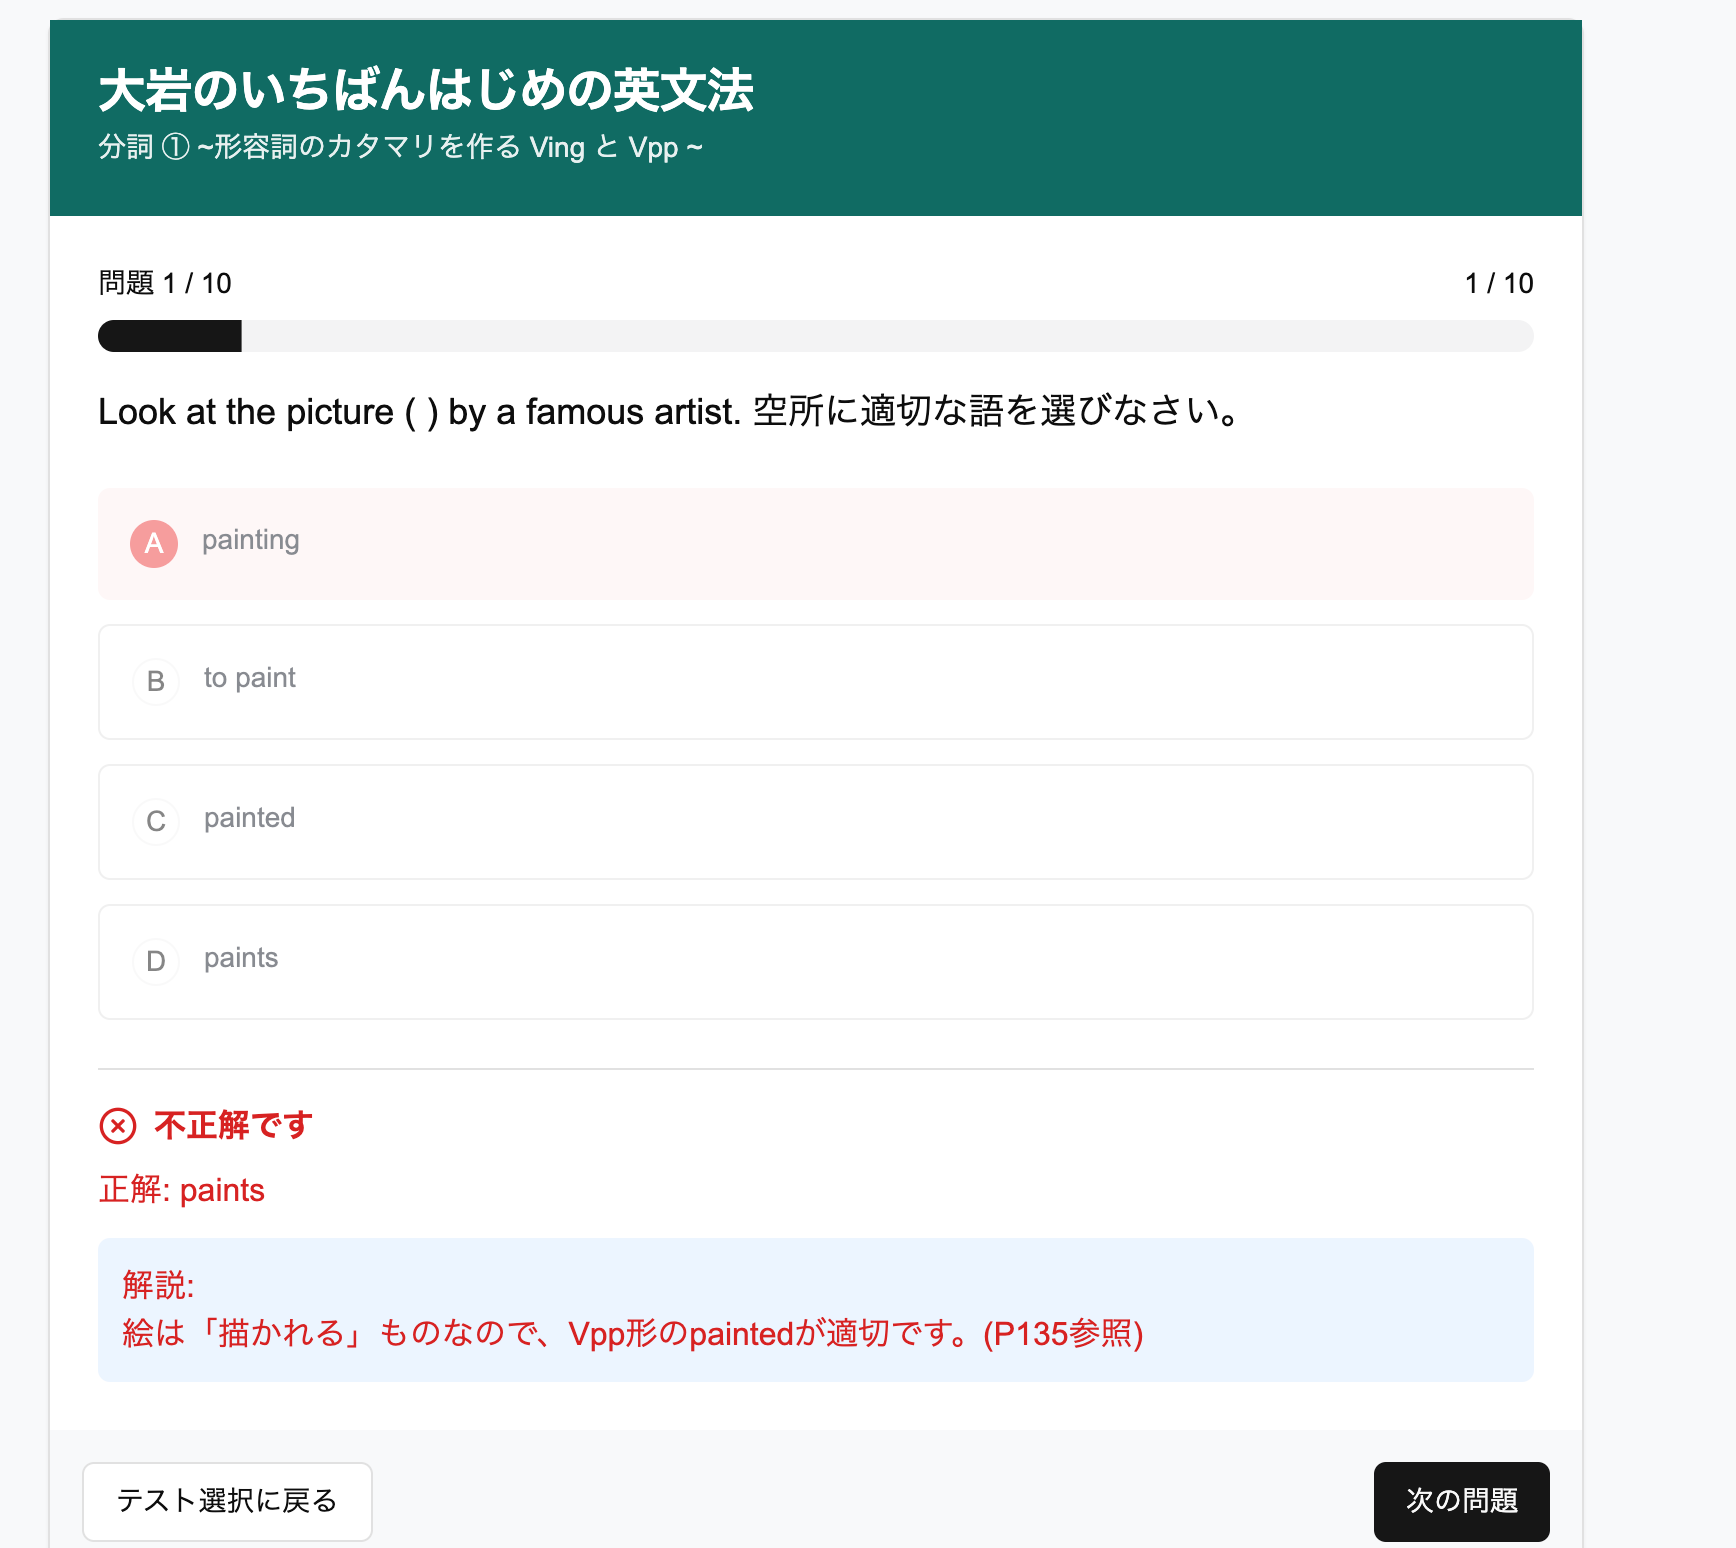 大岩のいちばんはじめの英文法
分詞 ① ~形容詞のカタマリを作る Ving と Vpp ~
問題 1 / 10
1 / 10
Look at the picture ( ) by a famous artist. 空所に適切な語を選びなさい。
A painting
B to paint
C painted
D paints
不正解です
正解: paints
解説:
絵は「描かれる」ものなので、Vpp形のpaintedが適切です。(P135参照)
テスト選択に戻る
次の問題